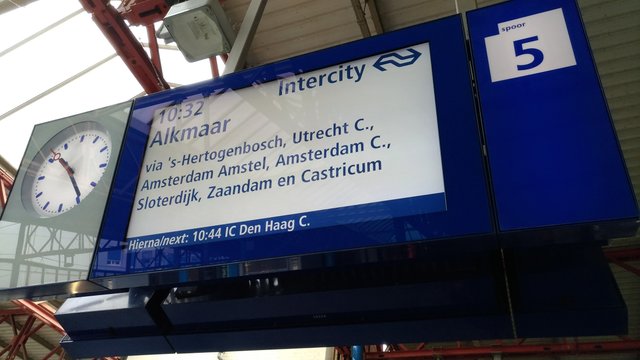 spoor
5
10:32
Intercity
Alkmaar
via 's-Hertogenbosch, Utrecht C.,
Amsterdam Amstel, Amsterdam C.,
Sloterdijk, Zaandam en Castricum
Hierna/next: 10:44 IC Den Haag C.